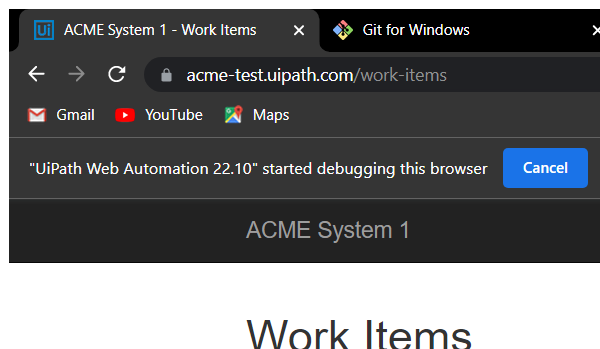 Ui ACME System 1 - Work Items Git for Windows
acme-test.uipath.com/work-items
Gmail YouTube Maps
"UiPath Web Automation 22.10" started debugging this browser Cancel
ACME System 1
Work Items